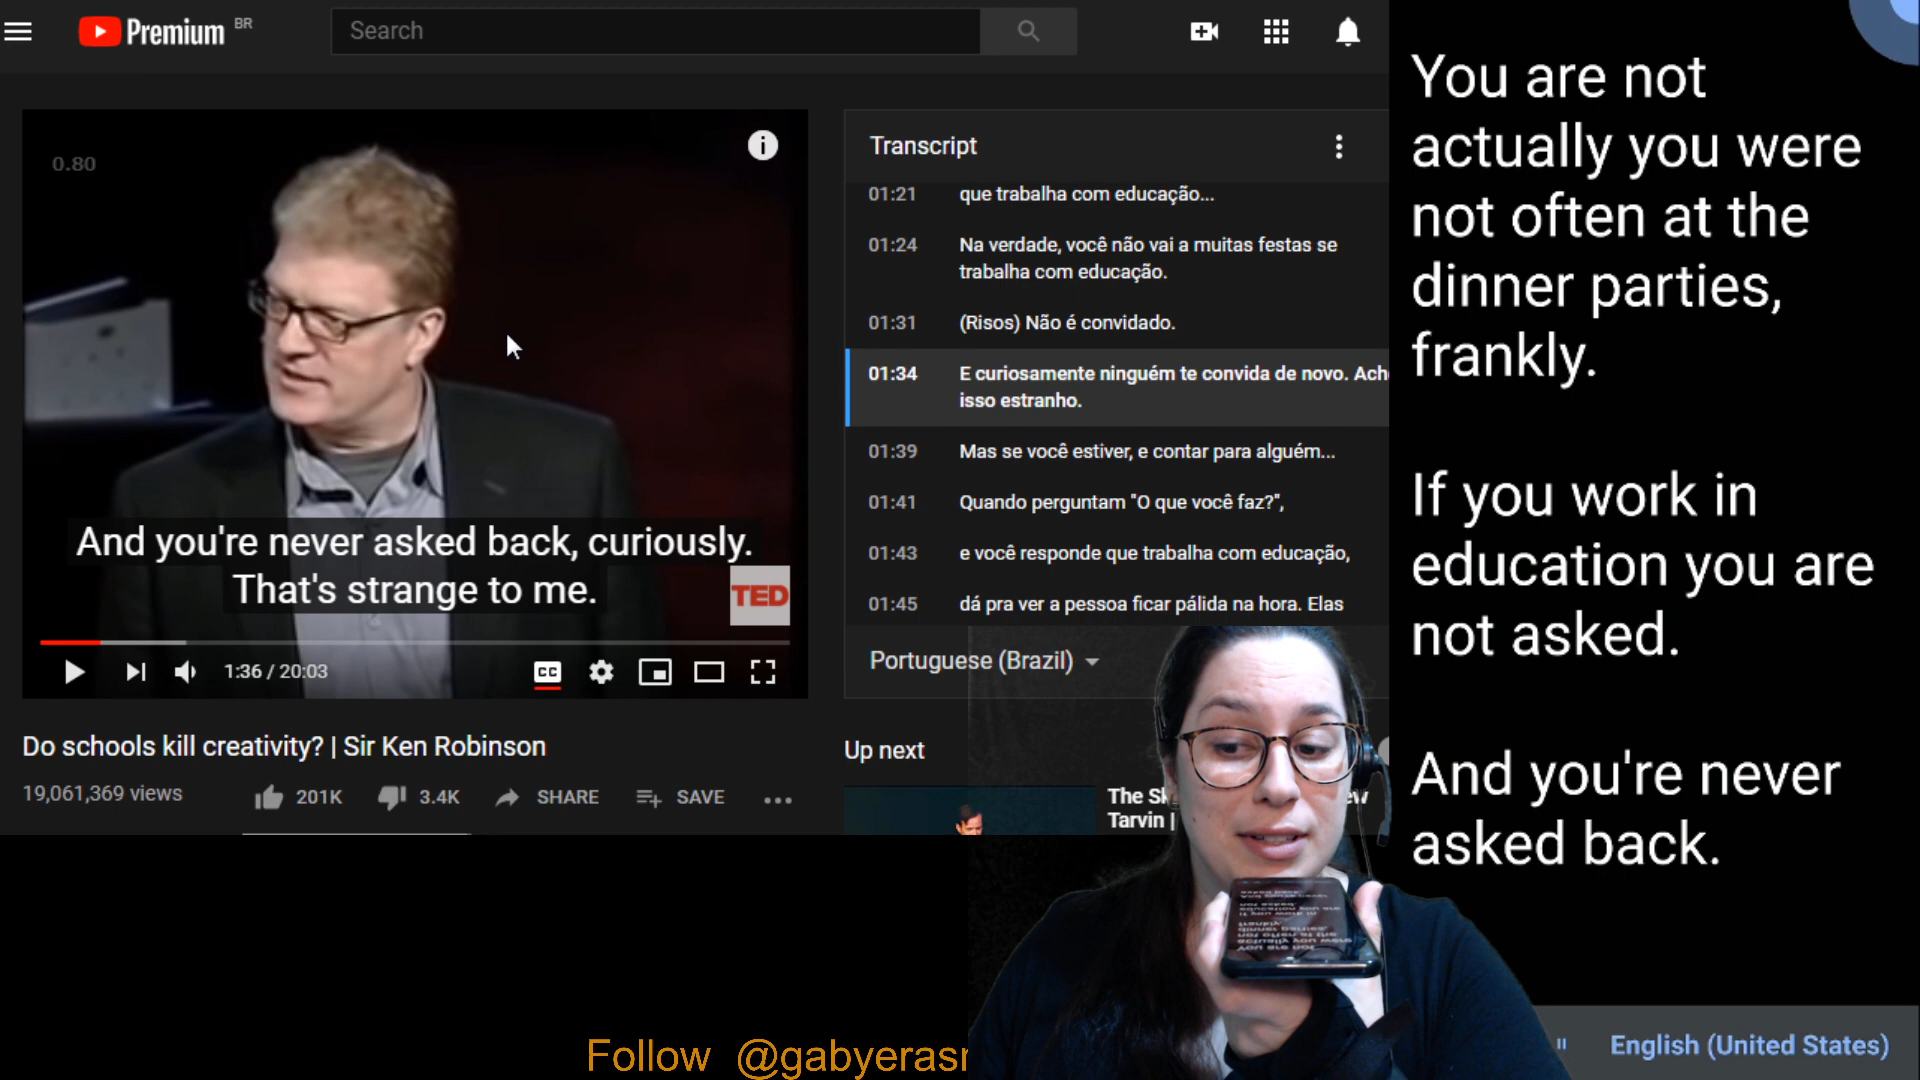 Premium BR
Search
0.80
And you're never asked back, curiously.
That's strange to me.
TED
1:36 / 20:03
CC
Do schools kill creativity? | Sir Ken Robinson
19,061,369 views
201K
3.4K
SHARE
SAVE
Transcript
01:21 que trabalha com educação...
01:24 Na verdade, você não vai a muitas festas se
trabalha com educação.
01:31 (Risos) Não é convidado.
01:34 E curiosamente ninguém te convida de novo.
isso estranho.
01:39 Mas se você estiver, e contar para alguém...
01:41 Quando perguntam "O que você faz?",
01:43 e você responde que trabalha com educação,
01:45 dá pra ver a pessoa ficar pálida na hora. Elas
Portuguese (Brazil)
Up next
The
Tarvin |
You are not
actually you were
not often at the
dinner parties,
frankly.
If you work in
education you are
not asked.
And you're never
asked back.
English (United States)
Follow